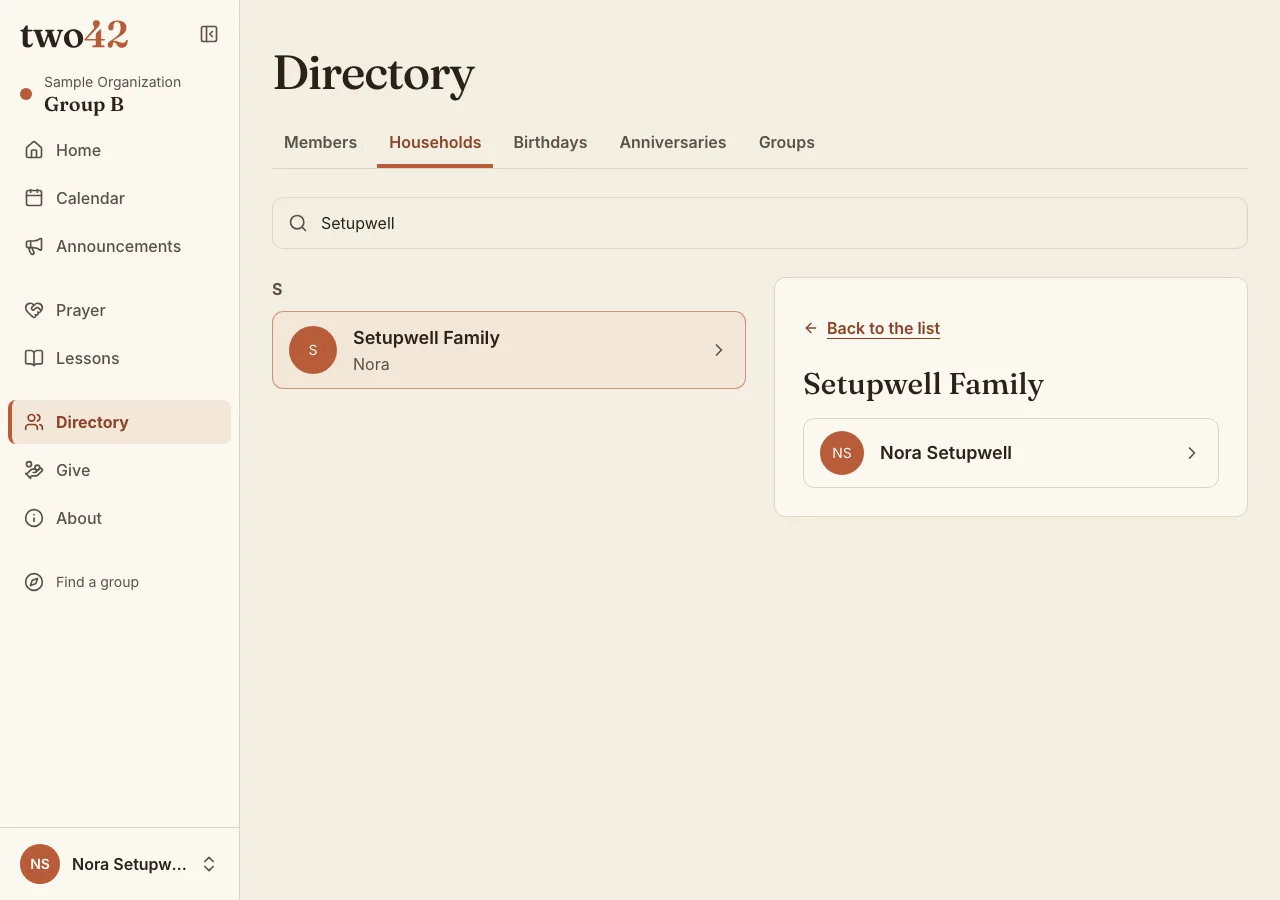 two42
Sample Organization
Group B
Home
Calendar
Announcements
Prayer
Lessons
Directory
Give
About
Find a group
NS
Nora Setupw...
Directory
Members
Households
Birthdays
Anniversaries
Groups
Setupwell
S
S
Setupwell Family
Nora
Back to the list
Setupwell Family
NS
Nora Setupwell